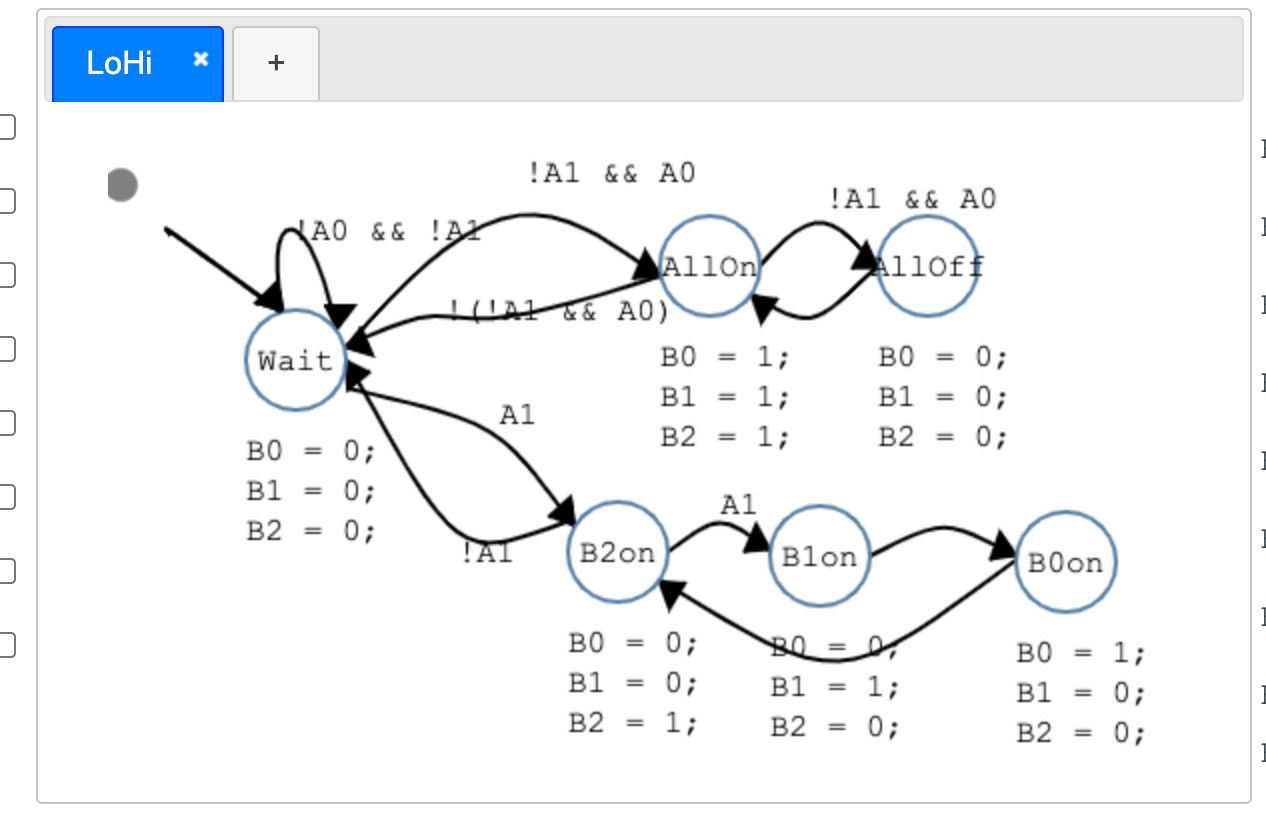 LoHi ×
+
!A1 && A0
!A1 && A0
!A0 && !A1
AllOn
AllOff
!(!A1 && A0)
Wait
B0 = 1;
B1 = 1;
B2 = 1;
B0 = 0;
B1 = 0;
B2 = 0;
A1
B0 = 0;
B1 = 0;
B2 = 0;
A1
!A1
B2on
B1on
B0on
B0 = 0;
B1 = 0;
B2 = 1;
B0 = 0;
B1 = 1;
B2 = 0;
B0 = 1;
B1 = 0;
B2 = 0;